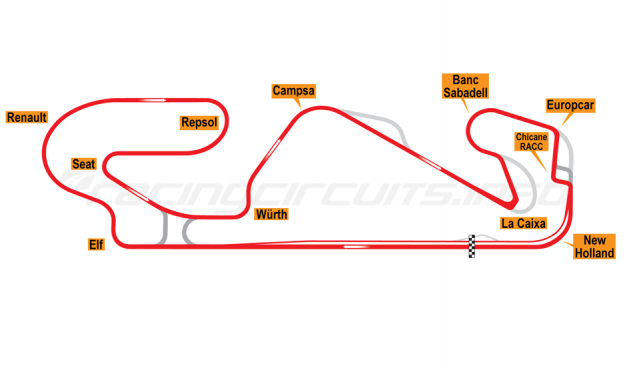 Banc
Sabadell
Campsa
Europcar
Renault
Repsol
Chicane
RACC
Seat
racingcircuits.info
Würth
La Caixa
Elf
New
Holland